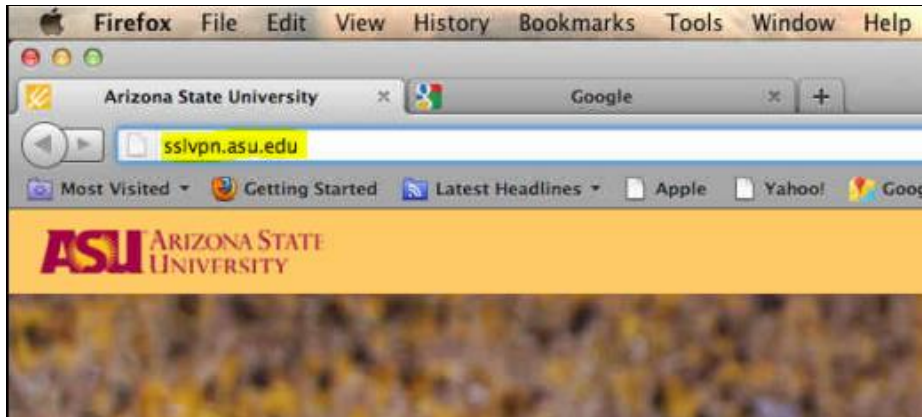 Firefox File Edit View History Bookmarks Tools Window Help
Arizona State University Google
sslvpn.asu.edu
Most Visited Getting Started Latest Headlines Apple Yahoo! Goog
ASU ARIZONA STATE
UNIVERSITY